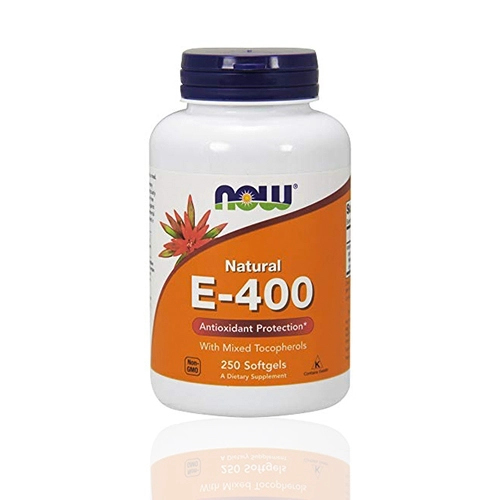 now®
Natural
E-400
Antioxidant Protection*
With Mixed Tocopherols
250 Softgels
A Dietary Supplement
Non-
GMO
K